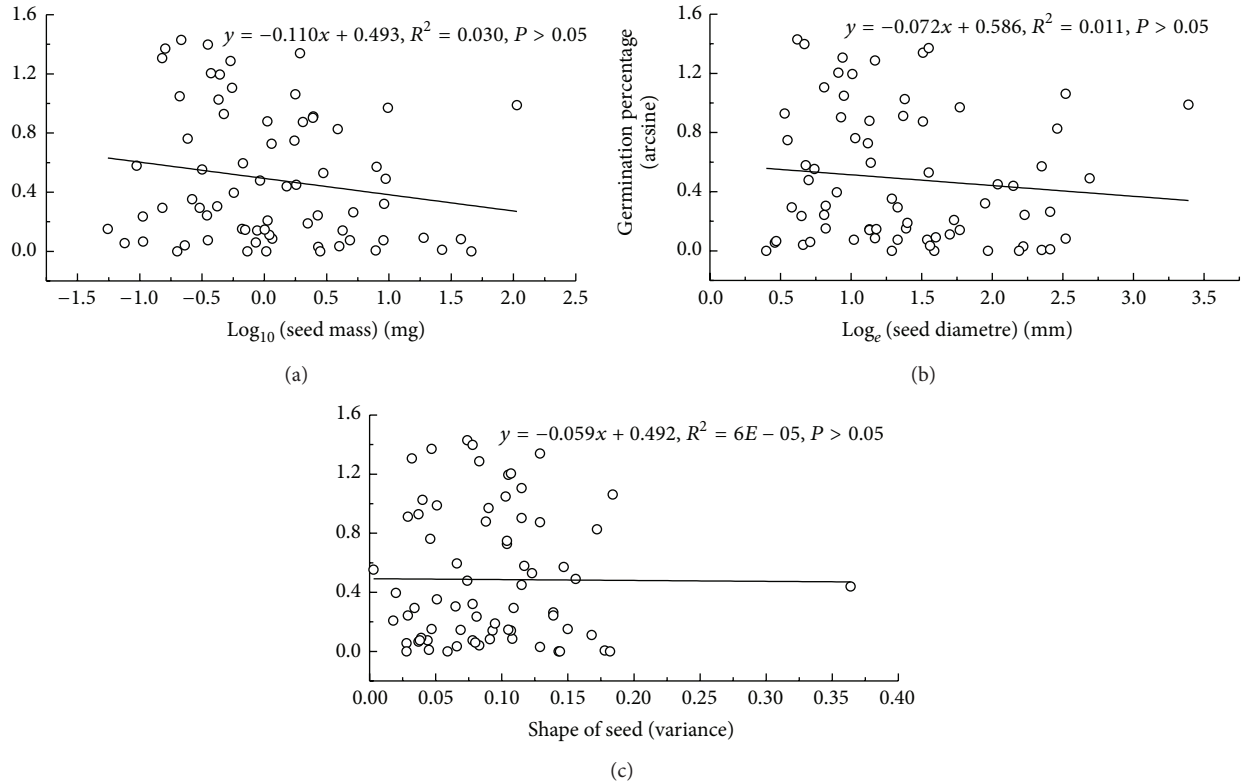 y = −0.110x + 0.493, R² = 0.030, P > 0.05
1.6
1.2
0.8
0.4
0.0
−1.5 −1.0 −0.5 0.0 0.5 1.0 1.5 2.0 2.5
Log₁₀ (seed mass) (mg)
(a)
y = −0.072x + 0.586, R² = 0.011, P > 0.05
Germination percentage
(arcsine)
1.6
1.2
0.8
0.4
0.0
0.0 0.5 1.0 1.5 2.0 2.5 3.0 3.5
Logₑ (seed diametre) (mm)
(b)
y = −0.059x + 0.492, R² = 6E − 05, P > 0.05
1.6
1.2
0.8
0.4
0.0
0.00 0.05 0.10 0.15 0.20 0.25 0.30 0.35 0.40
Shape of seed (variance)
(c)